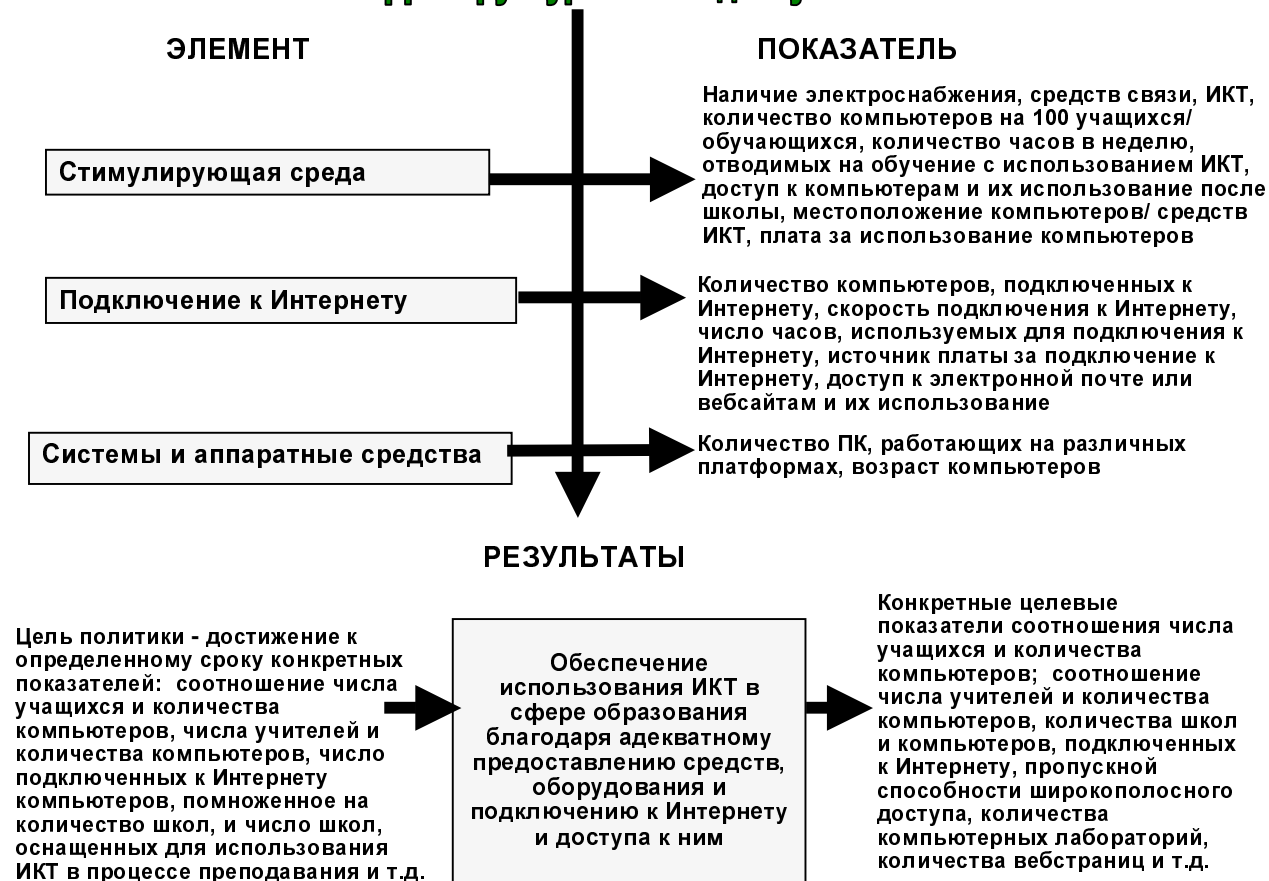 ЭЛЕМЕНТ
ПОКАЗАТЕЛЬ
Стимулирующая среда
Наличие электроснабжения, средств связи, ИКТ,
количество компьютеров на 100 учащихся/
обучающихся, количество часов в неделю,
отводимых на обучение с использованием ИКТ,
доступ к компьютерам и их использование после
школы, местоположение компьютеров/ средств
ИКТ, плата за использование компьютеров
Подключение к Интернету
Количество компьютеров, подключенных к
Интернету, скорость подключения к Интернету,
число часов, используемых для подключения к
Интернету, источник платы за подключение к
Интернету, доступ к электронной почте или
вебсайтам и их использование
Системы и аппаратные средства
Количество ПК, работающих на различных
платформах, возраст компьютеров
РЕЗУЛЬТАТЫ
Цель политики - достижение к
определенному сроку конкретных
показателей: соотношение числа
учащихся и количества
компьютеров, числа учителей и
количества компьютеров, число
подключенных к Интернету
компьютеров, помноженное на
количество школ, и число школ,
оснащенных для использования
ИКТ в процессе преподавания и т.д.
Обеспечение
использования ИКТ в
сфере образования
благодаря адекватному
предоставлению средств,
оборудования и
подключению к Интернету
и доступа к ним
Конкретные целевые
показатели соотношения числа
учащихся и количества
компьютеров; соотношение
числа учителей и количества
компьютеров, количества школ
и компьютеров, подключенных
к Интернету, пропускной
способности широкополосного
доступа, количества
компьютерных лабораторий,
количества вебстраниц и т.д.